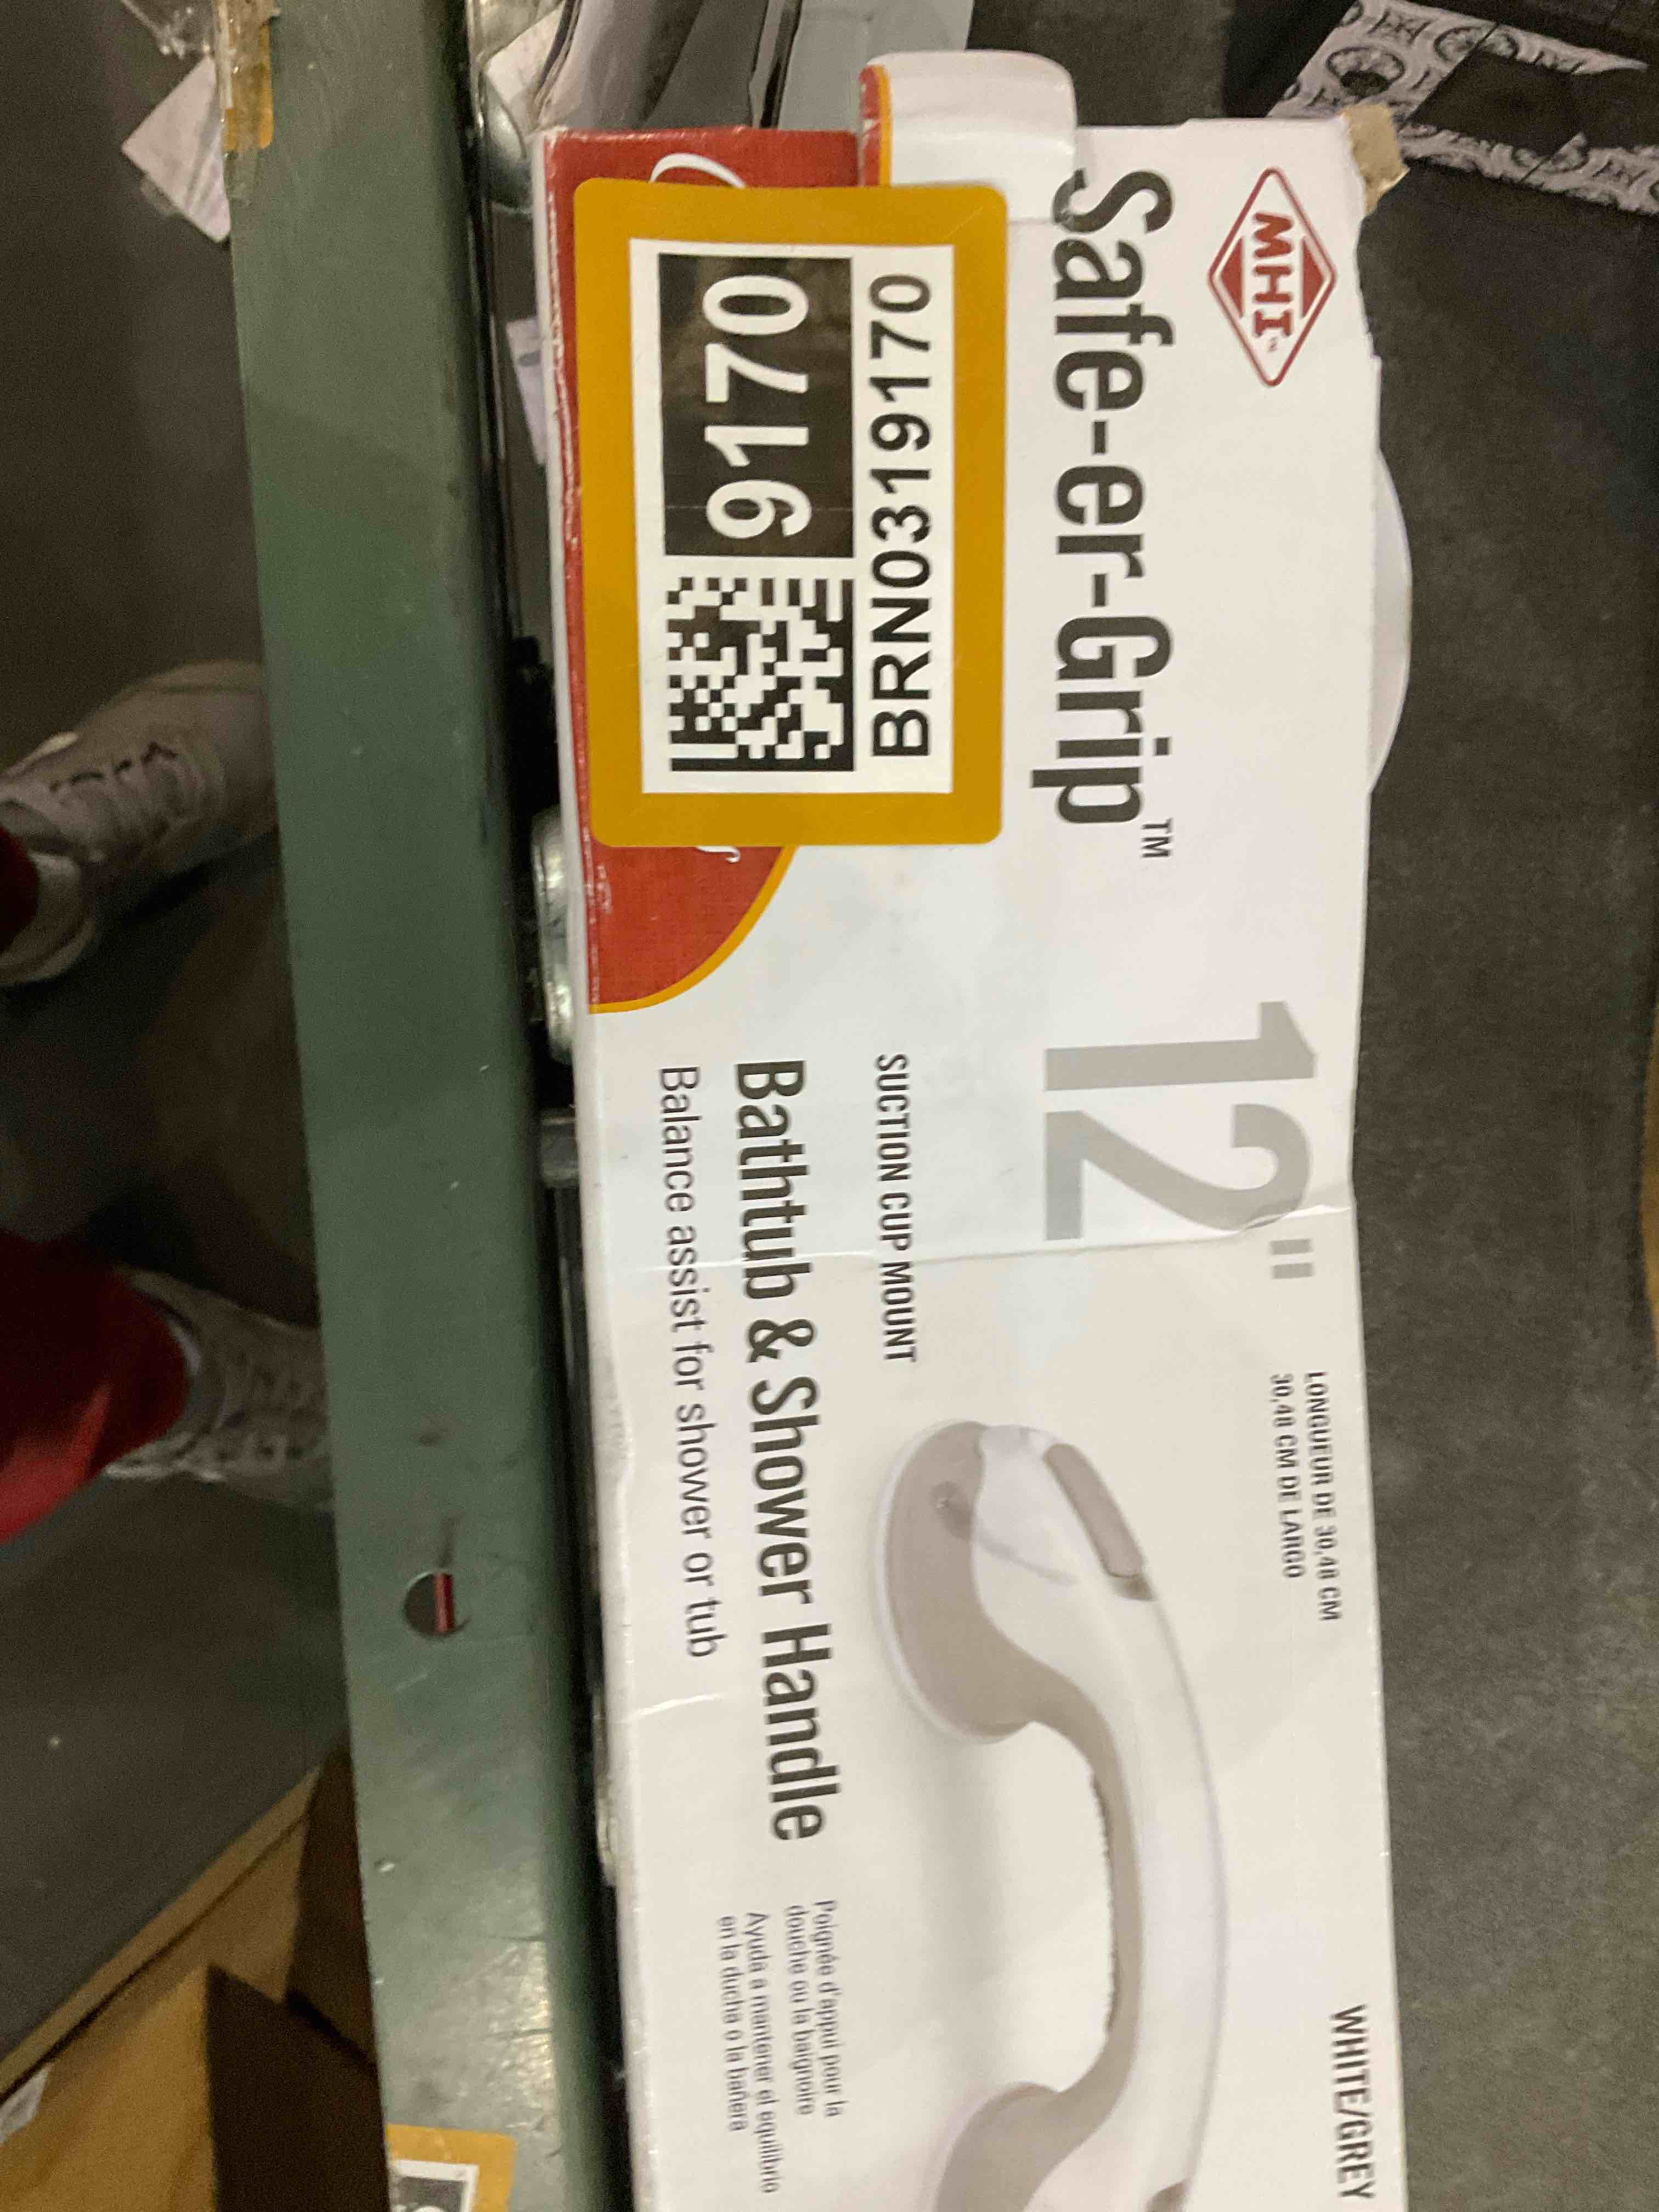 MHI™
Safe-er-Grip™
9170
BRN0319170
12"
LONGUEUR DE 30,48 CM
30,48 CM DE LARGO
SUCTION CUP MOUNT
Bathtub & Shower Handle
Balance assist for shower or tub
WHITE/GREY
Poignée d'appui pour la
douche ou la baignoire
Ayuda a mantener el equilibrio
en la ducha o la bañera